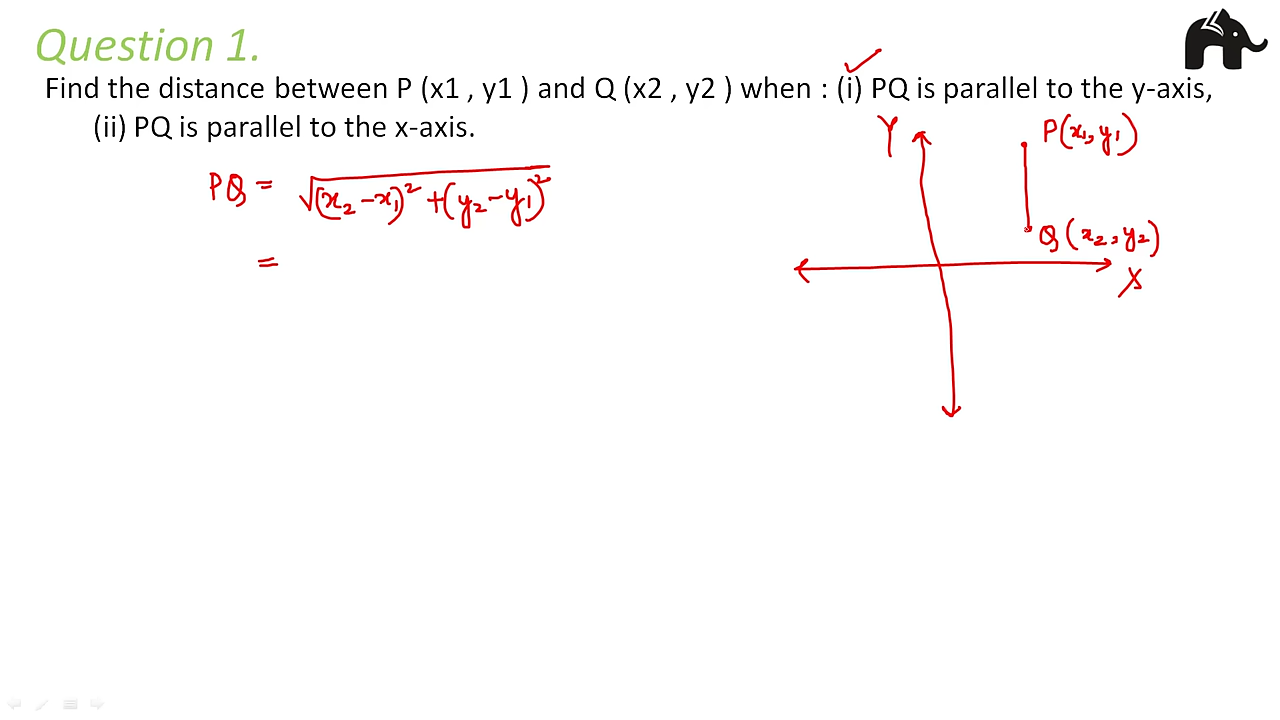 Question 1.
Find the distance between P (x1 , y1 ) and Q (x2 , y2 ) when : (i) PQ is parallel to the y-axis,
(ii) PQ is parallel to the x-axis.
Y
P(x₁, y₁)
PQ = √(x₂-x₁)² + (y₂-y₁)²
Q(x₂, y₂)
=
X